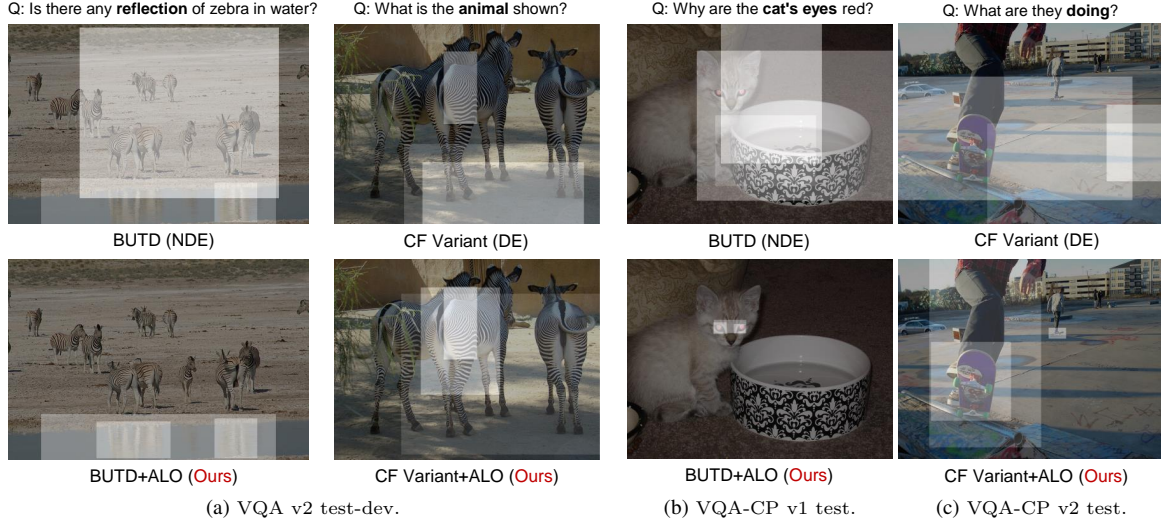 Q: Is there any reflection of zebra in water?
Q: What is the animal shown?
Q: Why are the cat's eyes red?
Q: What are they doing?
BUTD (NDE)
CF Variant (DE)
BUTD (NDE)
CF Variant (DE)
BUTD+ALO (Ours)
CF Variant+ALO (Ours)
BUTD+ALO (Ours)
CF Variant+ALO (Ours)
(a) VQA v2 test-dev.
(b) VQA-CP v1 test.
(c) VQA-CP v2 test.